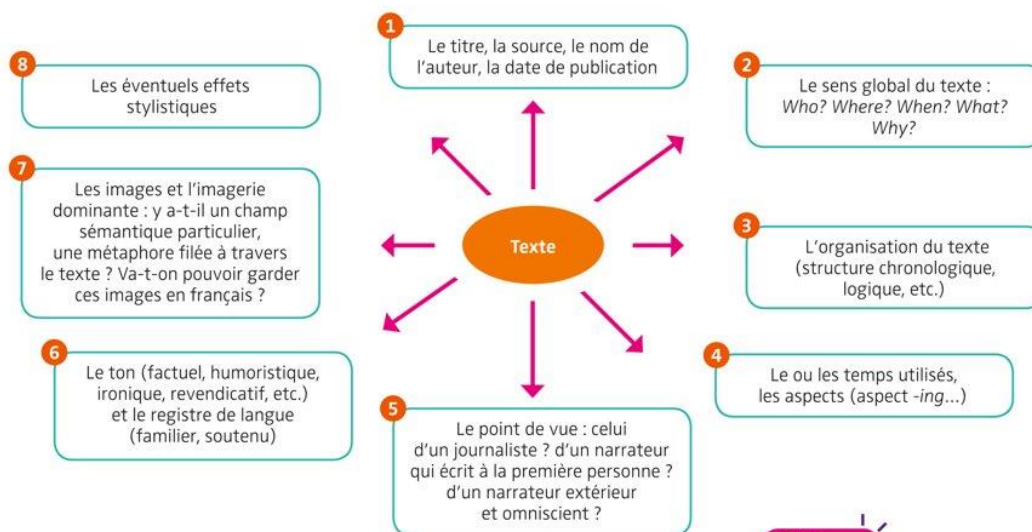 1
Le titre, la source, le nom de
l'auteur, la date de publication
2
Le sens global du texte :
Who? Where? When? What?
Why?
3
L'organisation du texte
(structure chronologique,
logique, etc.)
4
Le ou les temps utilisés,
les aspects (aspect -ing...)
5
Le point de vue : celui
d'un journaliste ? d'un narrateur
qui écrit à la première personne ?
d'un narrateur extérieur
et omniscient ?
6
Le ton (factuel, humoristique,
ironique, revendicatif, etc.)
et le registre de langue
(familier, soutenu)
7
Les images et l'imagerie
dominante : y a-t-il un champ
sémantique particulier,
une métaphore filée à travers
le texte ? Va-t-on pouvoir garder
ces images en français ?
8
Les éventuels effets
stylistiques
Texte